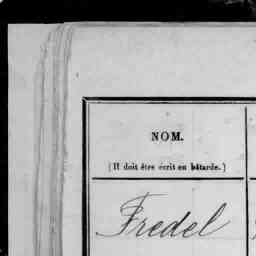 NOM.
(Il doit être écrit en bâtarde.)
Fredel